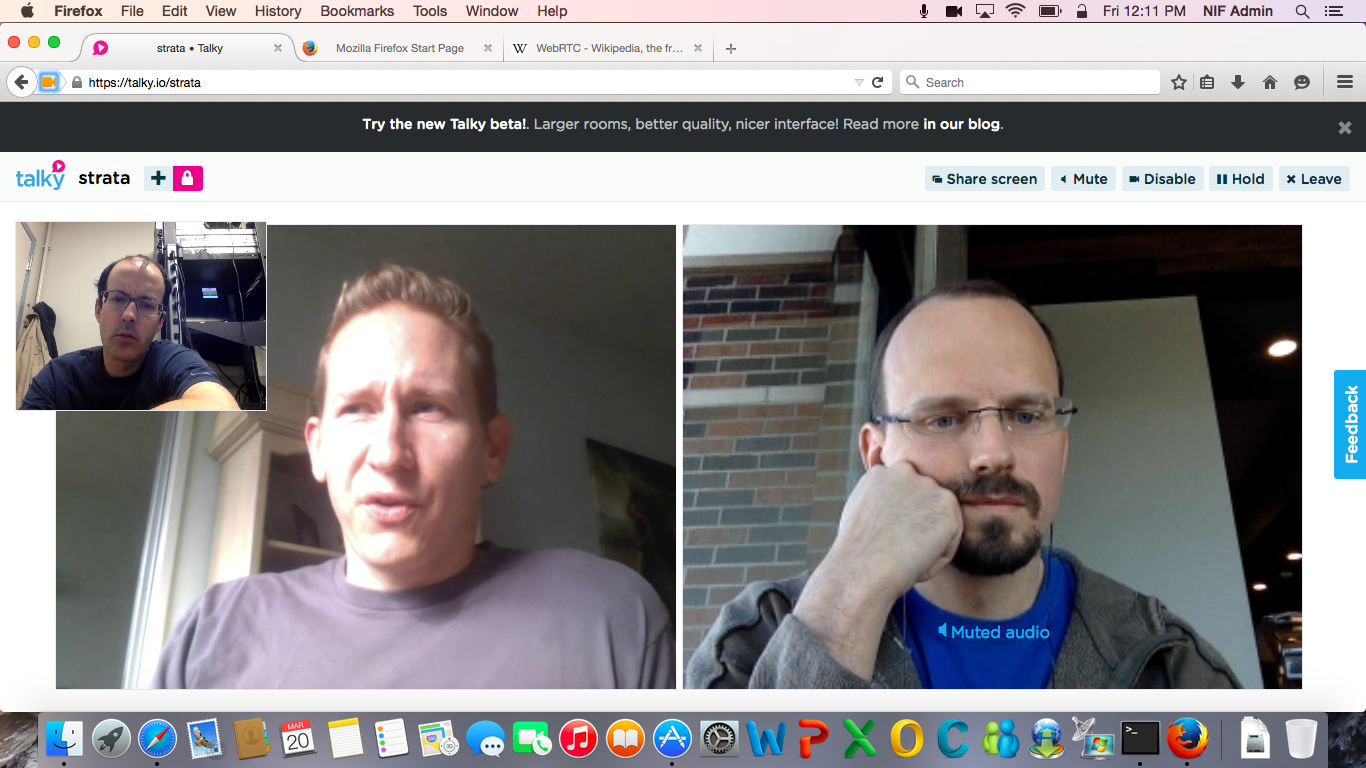 Firefox File Edit View History Bookmarks Tools Window Help Fri 12:11 PM NIF Admin
strata • Talky Mozilla Firefox Start Page W WebRTC - Wikipedia, the fr...
https://talky.io/strata Search
Try the new Talky beta!. Larger rooms, better quality, nicer interface! Read more in our blog.
talky strata Share screen Mute Disable Hold Leave
Feedback
Muted audio
MAR
20
3D
W P X O C
>_